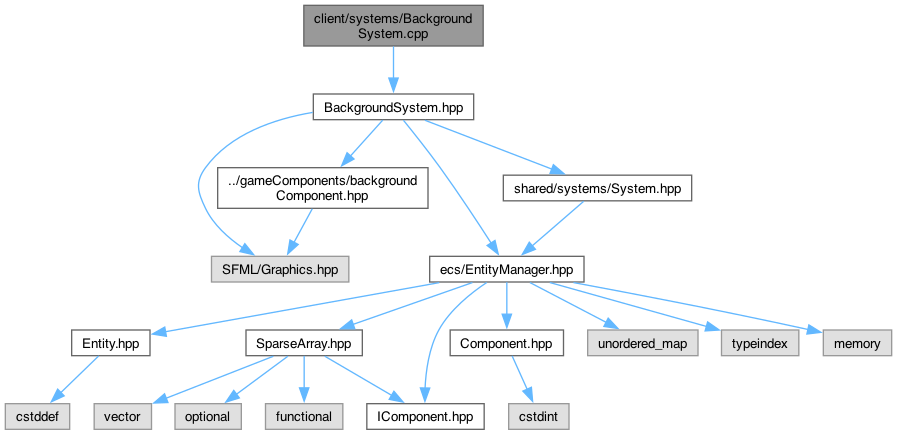 client/systems/Background
System.cpp
BackgroundSystem.hpp
../gameComponents/background
Component.hpp
shared/systems/System.hpp
SFML/Graphics.hpp
ecs/EntityManager.hpp
Entity.hpp
SparseArray.hpp
Component.hpp
unordered_map
typeindex
memory
cstddef
vector
optional
functional
IComponent.hpp
cstdint